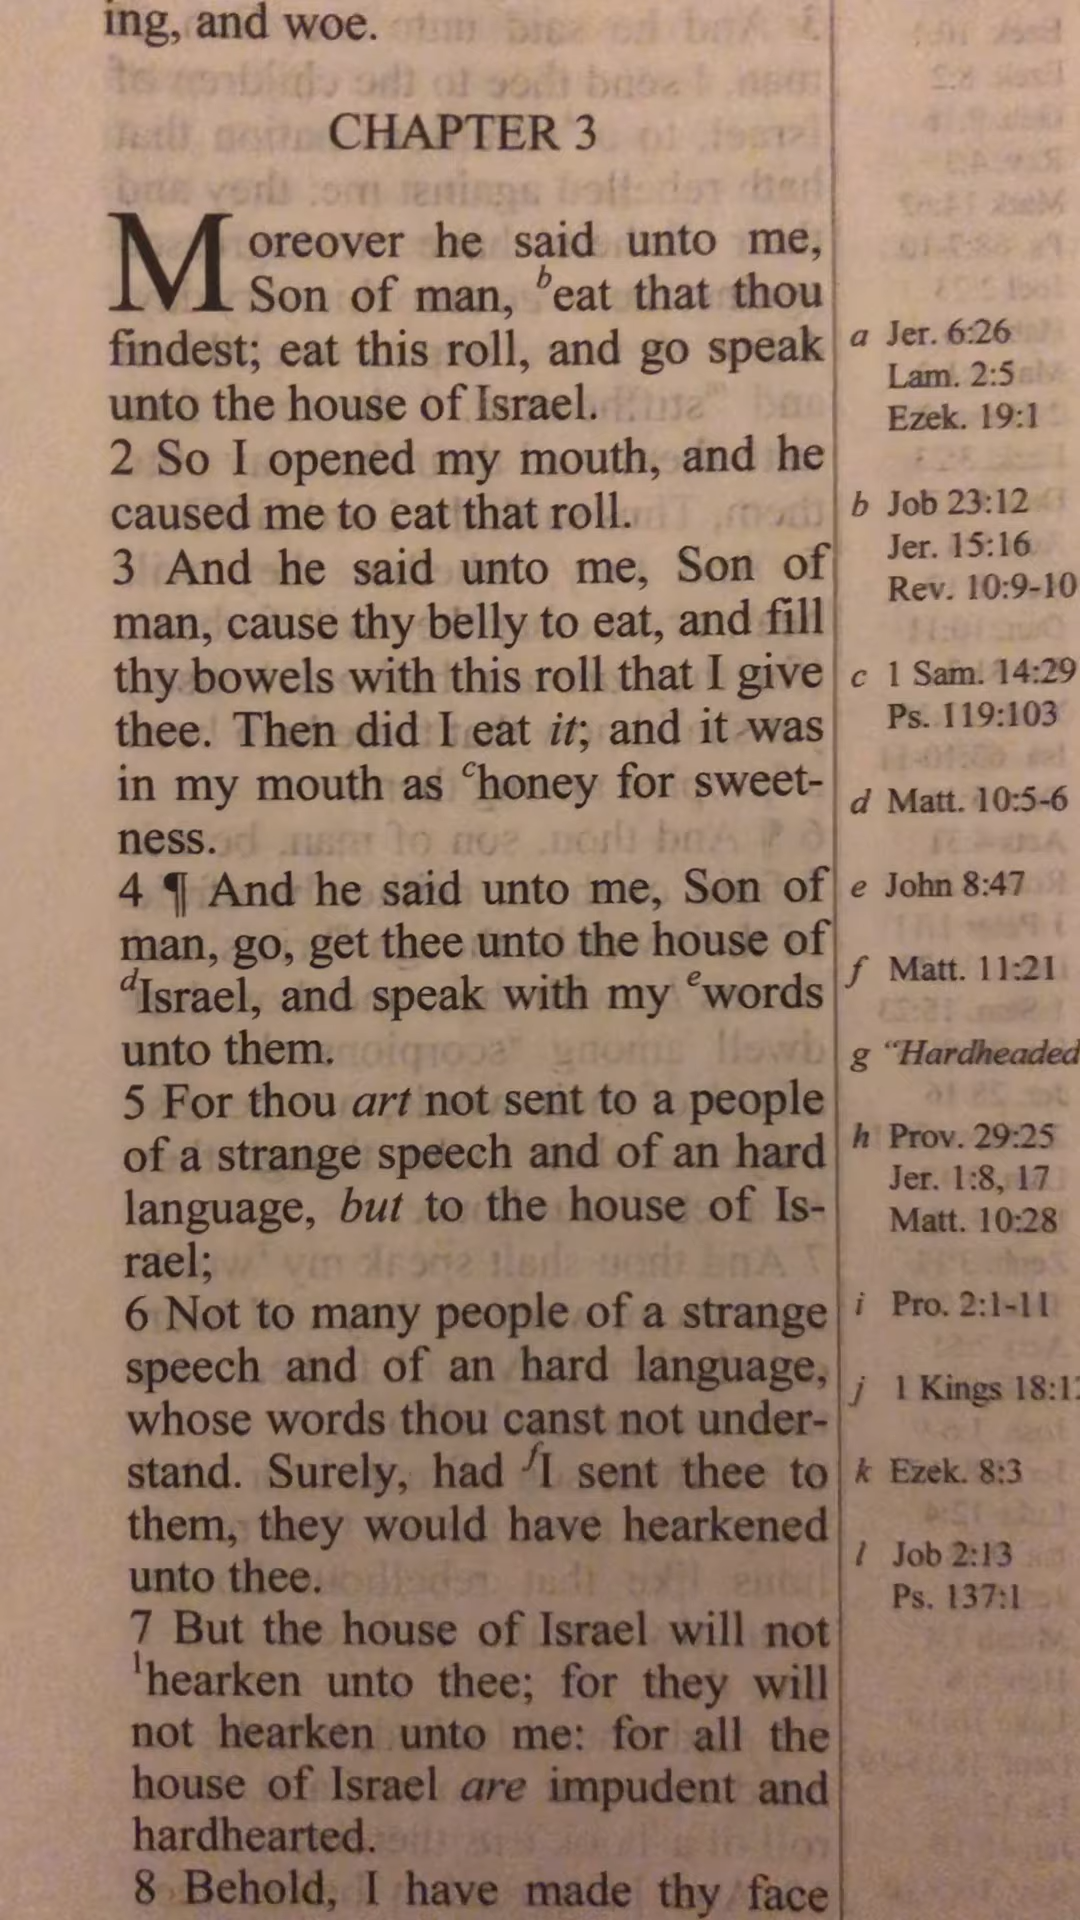 ing, and woe.
CHAPTER 3
Moreover he said unto me,
Son of man, ᵇeat that thou
findest; eat this roll, and go speak
unto the house of Israel.
2 So I opened my mouth, and he
caused me to eat that roll.
3 And he said unto me, Son of
man, cause thy belly to eat, and fill
thy bowels with this roll that I give
thee. Then did I eat it; and it was
in my mouth as ᶜhoney for sweet-
ness.
4 ¶ And he said unto me, Son of
man, go, get thee unto the house of
ᵈIsrael, and speak with my ᵉwords
unto them.
5 For thou art not sent to a people
of a strange speech and of an hard
language, but to the house of Is-
rael;
6 Not to many people of a strange
speech and of an hard language,
whose words thou canst not under-
stand. Surely, had ᶠI sent thee to
them, they would have hearkened
unto thee.
7 But the house of Israel will not
¹hearken unto thee; for they will
not hearken unto me: for all the
house of Israel are impudent and
hardhearted.
8 Behold, I have made thy face
a Jer. 6:26
Lam. 2:5
Ezek. 19:1
b Job 23:12
Jer. 15:16
Rev. 10:9-10
c 1 Sam. 14:29
Ps. 119:103
d Matt. 10:5-6
e John 8:47
f Matt. 11:21
g "Hardheaded
h Prov. 29:25
Jer. 1:8, 17
Matt. 10:28
i Pro. 2:1-11
j 1 Kings 18:12
k Ezek. 8:3
l Job 2:13
Ps. 137:1